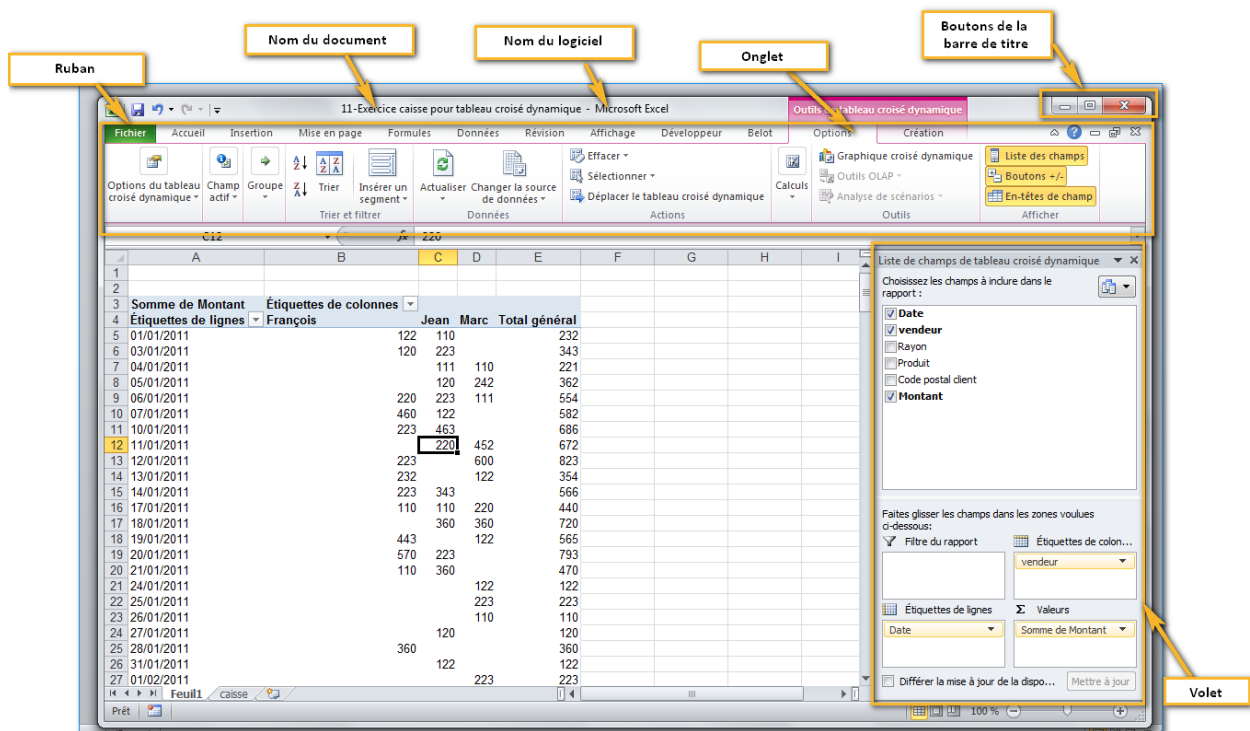 Boutons de la
barre de titre
Nom du document
Nom du logiciel
Onglet
Ruban
11-Exercice caisse pour tableau croisé dynamique - Microsoft Excel
Outils de tableau croisé dynamique
Fichier Accueil Insertion Mise en page Formules Données Révision Affichage Développeur Belot Options Création
Options du tableau
croisé dynamique
Champ
actif
Groupe
Trier
Insérer un
segment
Trier et filtrer
Actualiser
Changer la source
de données
Données
Effacer
Sélectionner
Déplacer le tableau croisé dynamique
Actions
Calculs
Graphique croisé dynamique
Outils OLAP
Analyse de scénarios
Outils
Liste des champs
Boutons +/-
En-têtes de champ
Afficher
C12 fx 220
A B C D E F G H I
1
2
3 Somme de Montant Étiquettes de colonnes
4 Étiquettes de lignes François Jean Marc Total général
5 01/01/2011 122 110 232
6 03/01/2011 120 223 343
7 04/01/2011 111 110 221
8 05/01/2011 120 242 362
9 06/01/2011 220 223 111 554
10 07/01/2011 460 122 582
11 10/01/2011 223 463 686
12 11/01/2011 220 452 672
13 12/01/2011 223 600 823
14 13/01/2011 232 122 354
15 14/01/2011 223 343 566
16 17/01/2011 110 110 220 440
17 18/01/2011 360 360 720
18 19/01/2011 443 122 565
19 20/01/2011 570 223 793
20 21/01/2011 110 360 470
21 24/01/2011 122 122
22 25/01/2011 223 223
23 26/01/2011 110 110
24 27/01/2011 120 120
25 28/01/2011 360 360
26 31/01/2011 122 122
27 01/02/2011 223 223
Feuil1 caisse
Prêt
100 %
Liste de champs de tableau croisé dynamique
Choisissez les champs à inclure dans le
rapport :
Date
vendeur
Rayon
Produit
Code postal client
Montant
Faites glisser les champs dans les zones voulues
ci-dessous:
Filtre du rapport
Étiquettes de colon...
vendeur
Étiquettes de lignes
Σ Valeurs
Date
Somme de Montant
Différer la mise à jour de la dispo...
Mettre à jour
Volet